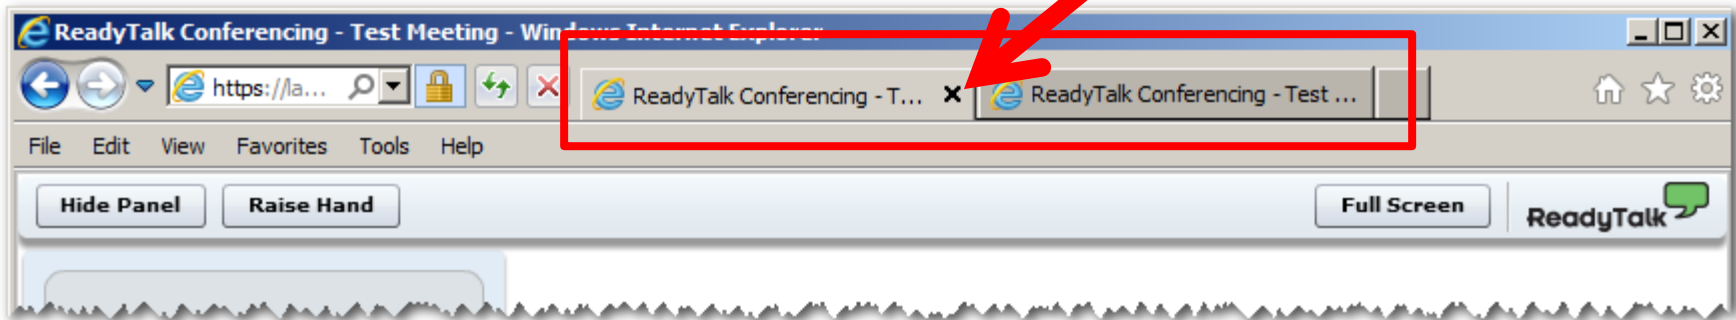 ReadyTalk Conferencing - Test Meeting - Windows Internet Explorer
https://la...
ReadyTalk Conferencing - T...
ReadyTalk Conferencing - Test ...
File Edit View Favorites Tools Help
Hide Panel Raise Hand Full Screen ReadyTalk